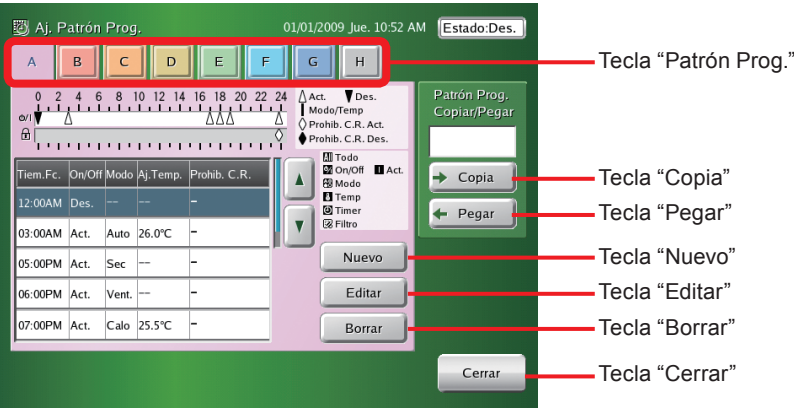 Aj. Patrón Prog.
01/01/2009 Jue. 10:52 AM
Estado:Des.
A B C D E F G H
Tecla “Patrón Prog.”
0 2 4 6 8 10 12 14 16 18 20 22 24
Act. Des.
Modo/Temp
Prohib. C.R. Act.
Prohib. C.R. Des.
Patrón Prog.
Copiar/Pegar
All Todo
On/Off Act.
Modo
Temp
Timer
Filtro
Tiem.Fc. On/Off Modo Aj.Temp. Prohib. C.R.
12:00AM Des. -- -- –
03:00AM Act. Auto 26.0°C –
05:00PM Act. Sec -- –
06:00PM Act. Vent. -- –
07:00PM Act. Calo 25.5°C –
Copia
Tecla “Copia”
Pegar
Tecla “Pegar”
Nuevo
Tecla “Nuevo”
Editar
Tecla “Editar”
Borrar
Tecla “Borrar”
Cerrar
Tecla “Cerrar”